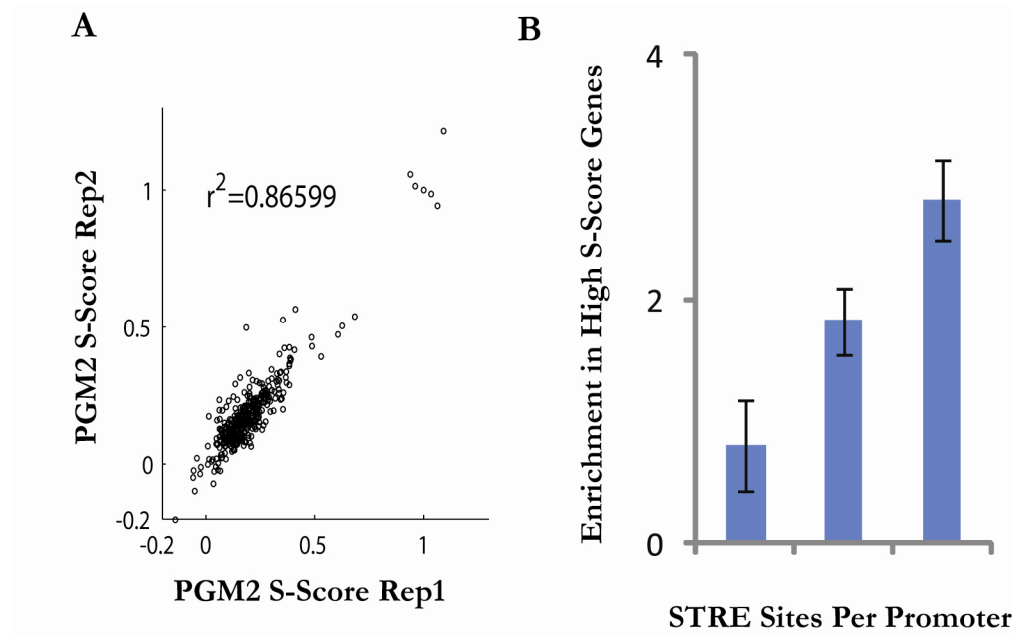 A
B
PGM2 S-Score Rep2
1
0.5
0
-0.2
r2=0.86599
-0.2 0 0.5 1
PGM2 S-Score Rep1
Enrichment in High S-Score Genes
4
2
0
STRE Sites Per Promoter